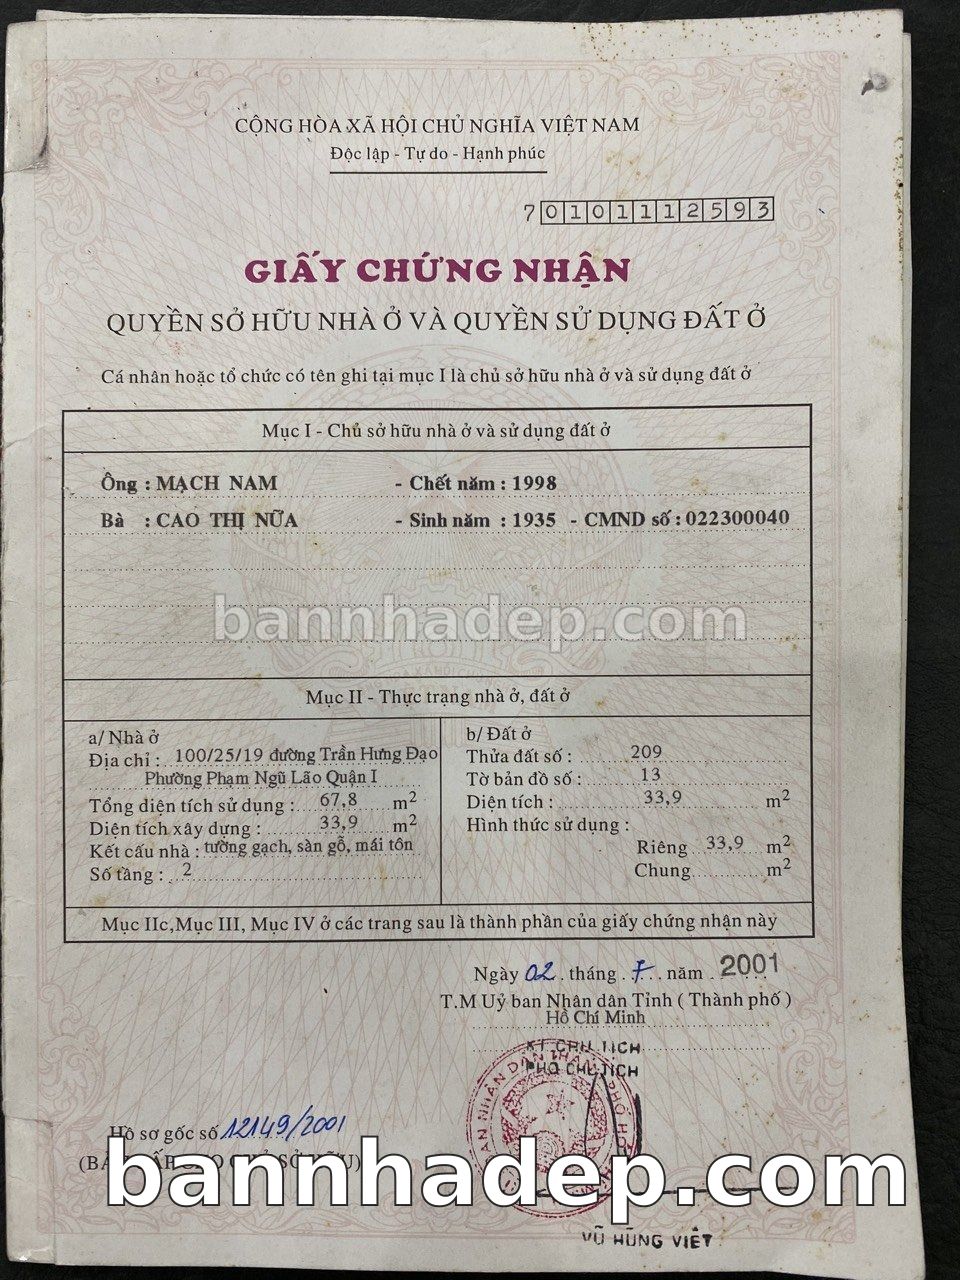 CỘNG HÒA XÃ HỘI CHỦ NGHĨA VIỆT NAM
Độc lập - Tự do - Hạnh phúc
70101112593
GIẤY CHỨNG NHẬN
QUYỀN SỞ HỮU NHÀ Ở VÀ QUYỀN SỬ DỤNG ĐẤT Ở
Cá nhân hoặc tổ chức có tên ghi tại mục I là chủ sở hữu nhà ở và sử dụng đất ở
Mục I - Chủ sở hữu nhà ở và sử dụng đất ở
Ông : MẠCH NAM - Chết năm : 1998
Bà : CAO THỊ NỮA - Sinh năm : 1935 - CMND số : 022300040
bannhadep.com
Mục II - Thực trạng nhà ở, đất ở
a/ Nhà ở
Địa chỉ : 100/25/19 đường Trần Hưng Đạo
Phường Phạm Ngũ Lão Quận I
Tổng diện tích sử dụng : 67,8 m2
Diện tích xây dựng : 33,9 m2
Kết cấu nhà : tường gạch, sàn gỗ, mái tôn
Số tầng : 2
b/ Đất ở
Thửa đất số : 209
Tờ bản đồ số : 13
Diện tích : 33,9 m2
Hình thức sử dụng :
Riêng 33,9 m2
Chung m2
Mục IIc,Mục III, Mục IV ở các trang sau là thành phần của giấy chứng nhận này
Ngày 02 tháng 7 năm 2001
T.M Uỷ ban Nhân dân Tỉnh ( Thành phố )
Hồ Chí Minh
KT CHỦ TỊCH
PHÓ CHỦ TỊCH
Hồ sơ gốc số 12149/2001
bannhadep.com
VŨ HÙNG VIỆT